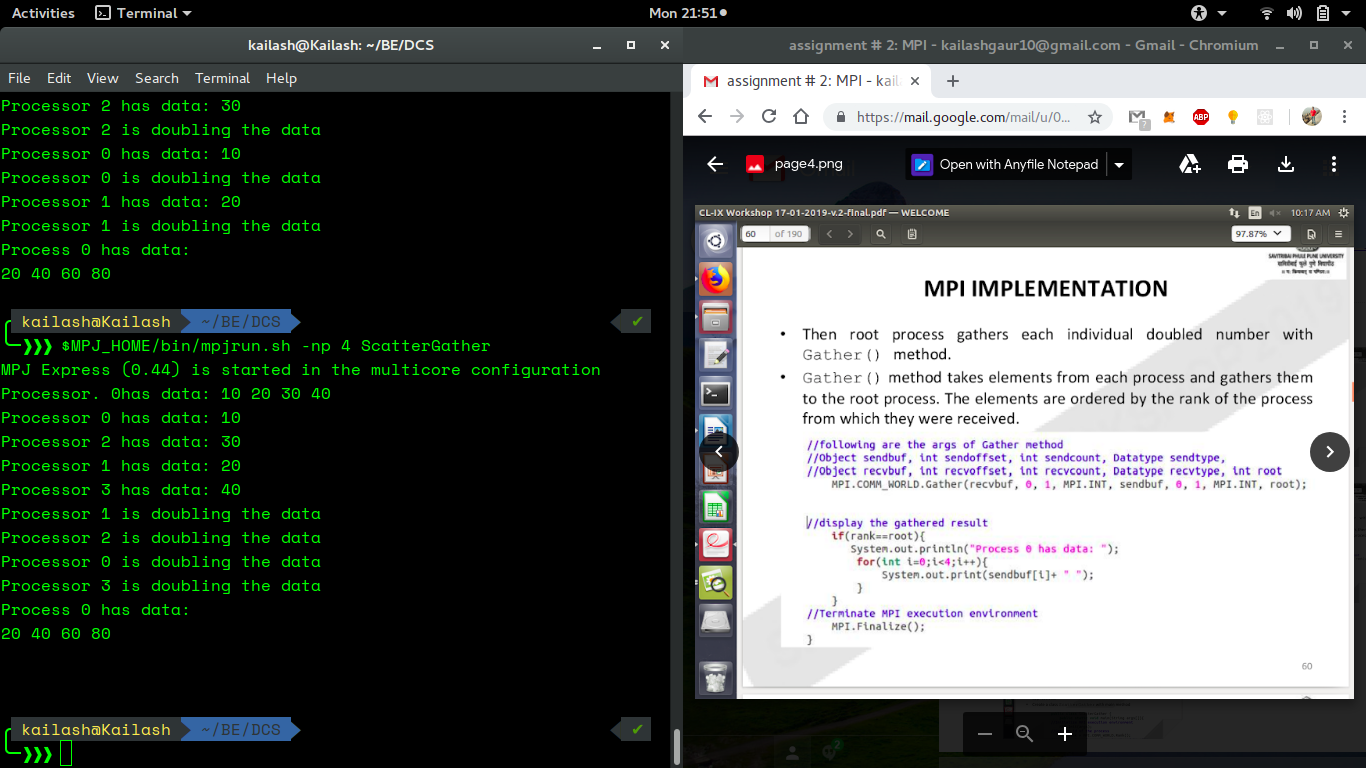 Activities Terminal Mon 21:51
kailash@Kailash: ~/BE/DCS
File Edit View Search Terminal Help
Processor 2 has data: 30
Processor 2 is doubling the data
Processor 0 has data: 10
Processor 0 is doubling the data
Processor 1 has data: 20
Processor 1 is doubling the data
Process 0 has data:
20 40 60 80
kailash@Kailash ~/BE/DCS ✔
❯❯❯ $MPJ_HOME/bin/mpjrun.sh -np 4 ScatterGather
MPJ Express (0.44) is started in the multicore configuration
Processor. 0has data: 10 20 30 40
Processor 0 has data: 10
Processor 2 has data: 30
Processor 1 has data: 20
Processor 3 has data: 40
Processor 1 is doubling the data
Processor 2 is doubling the data
Processor 0 is doubling the data
Processor 3 is doubling the data
Process 0 has data:
20 40 60 80
kailash@Kailash ~/BE/DCS ✔
❯❯❯
assignment # 2: MPI - kailashgaur10@gmail.com - Gmail - Chromium
assignment # 2: MPI - kail
https://mail.google.com/mail/u/0... 7 ABP
page4.png Open with Anyfile Notepad
CL-IX Workshop 17-01-2019-v.2-final.pdf — WELCOME En 10:17 AM
60 of 190 97.87%
SAVITRIBAI PHULE PUNE UNIVERSITY
MPI IMPLEMENTATION
• Then root process gathers each individual doubled number with
Gather() method.
• Gather() method takes elements from each process and gathers them
to the root process. The elements are ordered by the rank of the process
from which they were received.
//following are the args of Gather method
//Object sendbuf, int sendoffset, int sendcount, Datatype sendtype,
//Object recvbuf, int recvoffset, int recvcount, Datatype recvtype, int root
MPI.COMM_WORLD.Gather(recvbuf, 0, 1, MPI.INT, sendbuf, 0, 1, MPI.INT, root);
//display the gathered result
if(rank==root){
System.out.println("Process 0 has data: ");
for(int i=0;i<4;i++){
System.out.print(sendbuf[i]+ " ");
}
}
//Terminate MPI execution environment
MPI.Finalize();
}
60